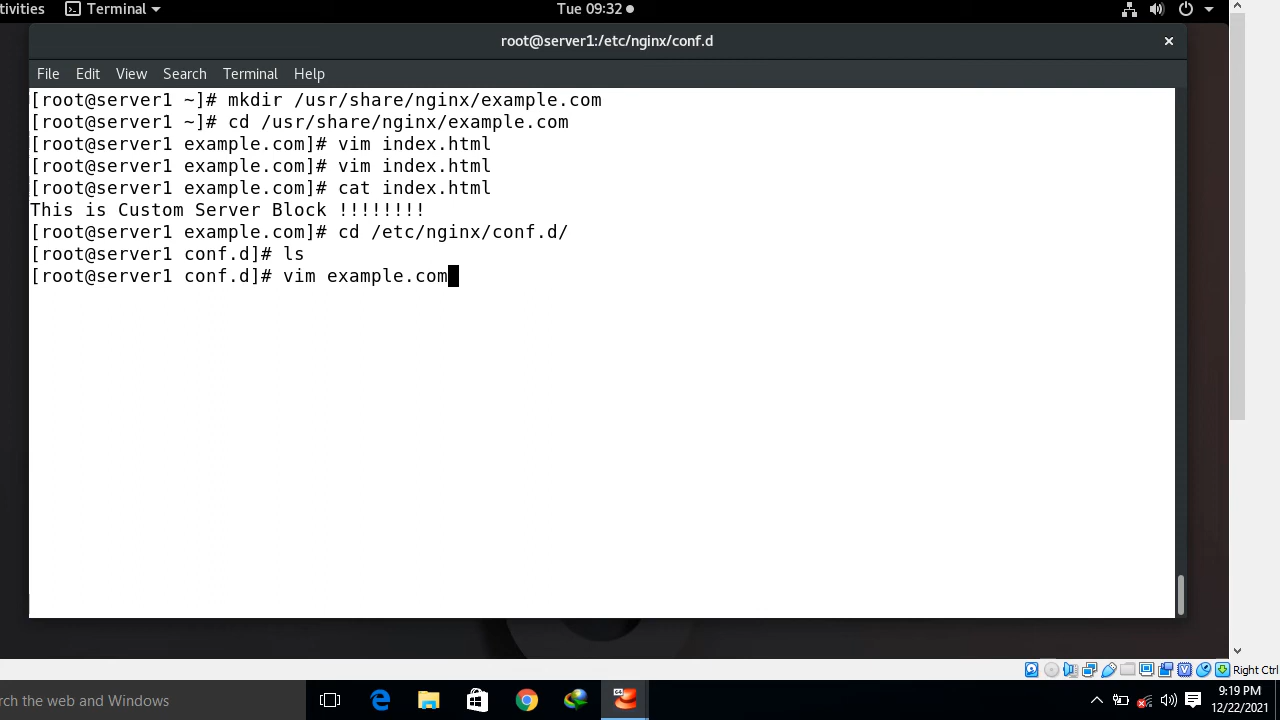 tivities Terminal Tue 09:32
root@server1:/etc/nginx/conf.d
File Edit View Search Terminal Help
[root@server1 ~]# mkdir /usr/share/nginx/example.com
[root@server1 ~]# cd /usr/share/nginx/example.com
[root@server1 example.com]# vim index.html
[root@server1 example.com]# vim index.html
[root@server1 example.com]# cat index.html
This is Custom Server Block !!!!!!!!
[root@server1 example.com]# cd /etc/nginx/conf.d/
[root@server1 conf.d]# ls
[root@server1 conf.d]# vim example.com
Right Ctrl
rch the web and Windows
9:19 PM
12/22/2021